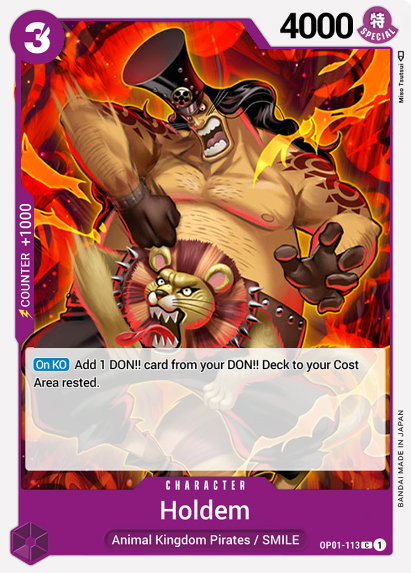 3
4000
特
SPECIAL
Miso Tsutsui
COUNTER +1000
On KO Add 1 DON!! card from your DON!! Deck to your Cost
Area rested.
BANDAI MADE IN JAPAN
CHARACTER
Holdem
Animal Kingdom Pirates / SMILE
OP01-113 C 1